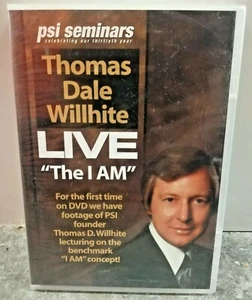 psi seminars
celebrating our thirtieth year
Thomas
Dale
Willhite
LIVE
"The I AM"
For the first time
on DVD we have
footage of PSI
founder
Thomas D. Willhite
lecturing on the
benchmark
"I AM" concept!